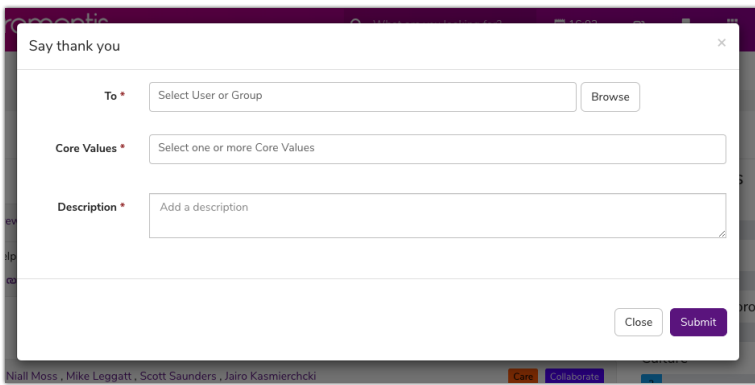 Say thank you ×
To * Select User or Group Browse
Core Values * Select one or more Core Values
Description * Add a description
Close Submit
Niall Moss , Mike Leggatt , Scott Saunders , Jairo Kasmierchcki Care Collaborate